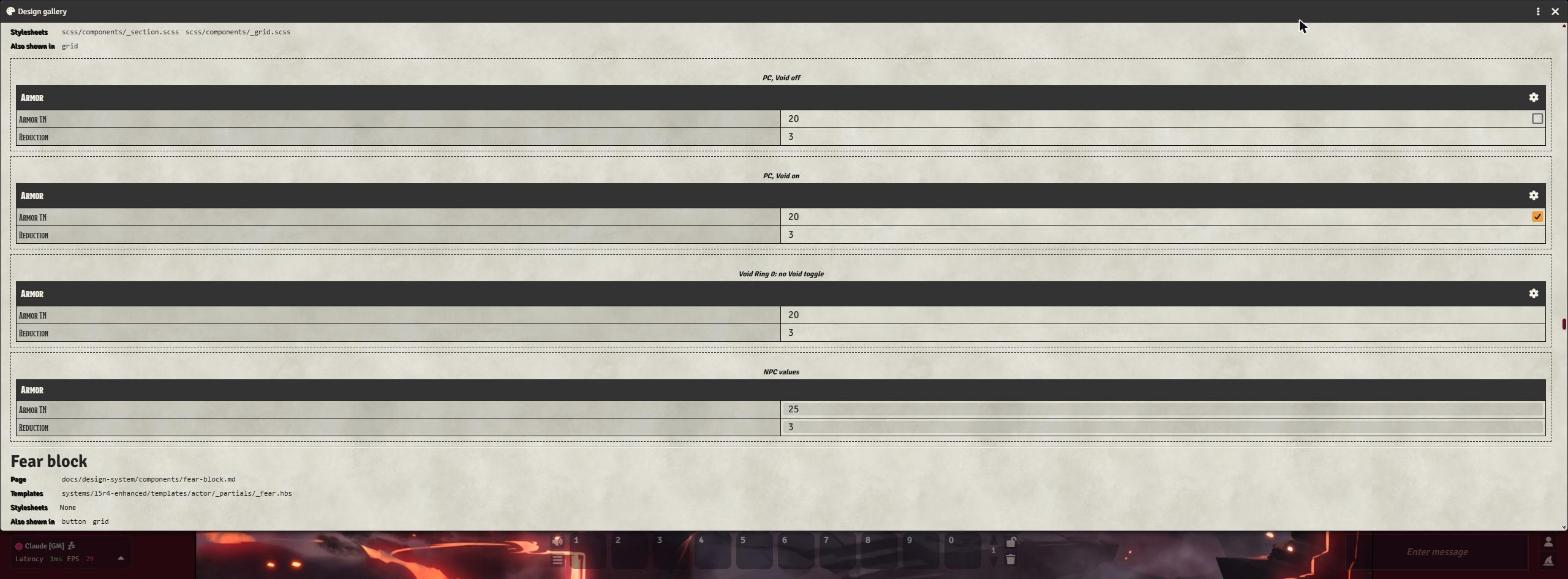 Design gallery
Stylesheets scss/components/_section.scss scss/components/_grid.scss
Also shown in grid
PC, Void off
Armor
Armor TN 20
Reduction 3
PC, Void on
Armor
Armor TN 20
Reduction 3
Void Ring 0: no Void toggle
Armor
Armor TN 20
Reduction 3
NPC values
Armor
Armor TN 25
Reduction 3
Fear block
Page docs/design-system/components/fear-block.md
Templates systems/l5r4-enhanced/templates/actor/_partials/_fear.hbs
Stylesheets None
Also shown in button grid
Claude [GM]
Latency 3ms FPS 29
1 2 3 4 5 6 7 8 9 0
1
Enter message